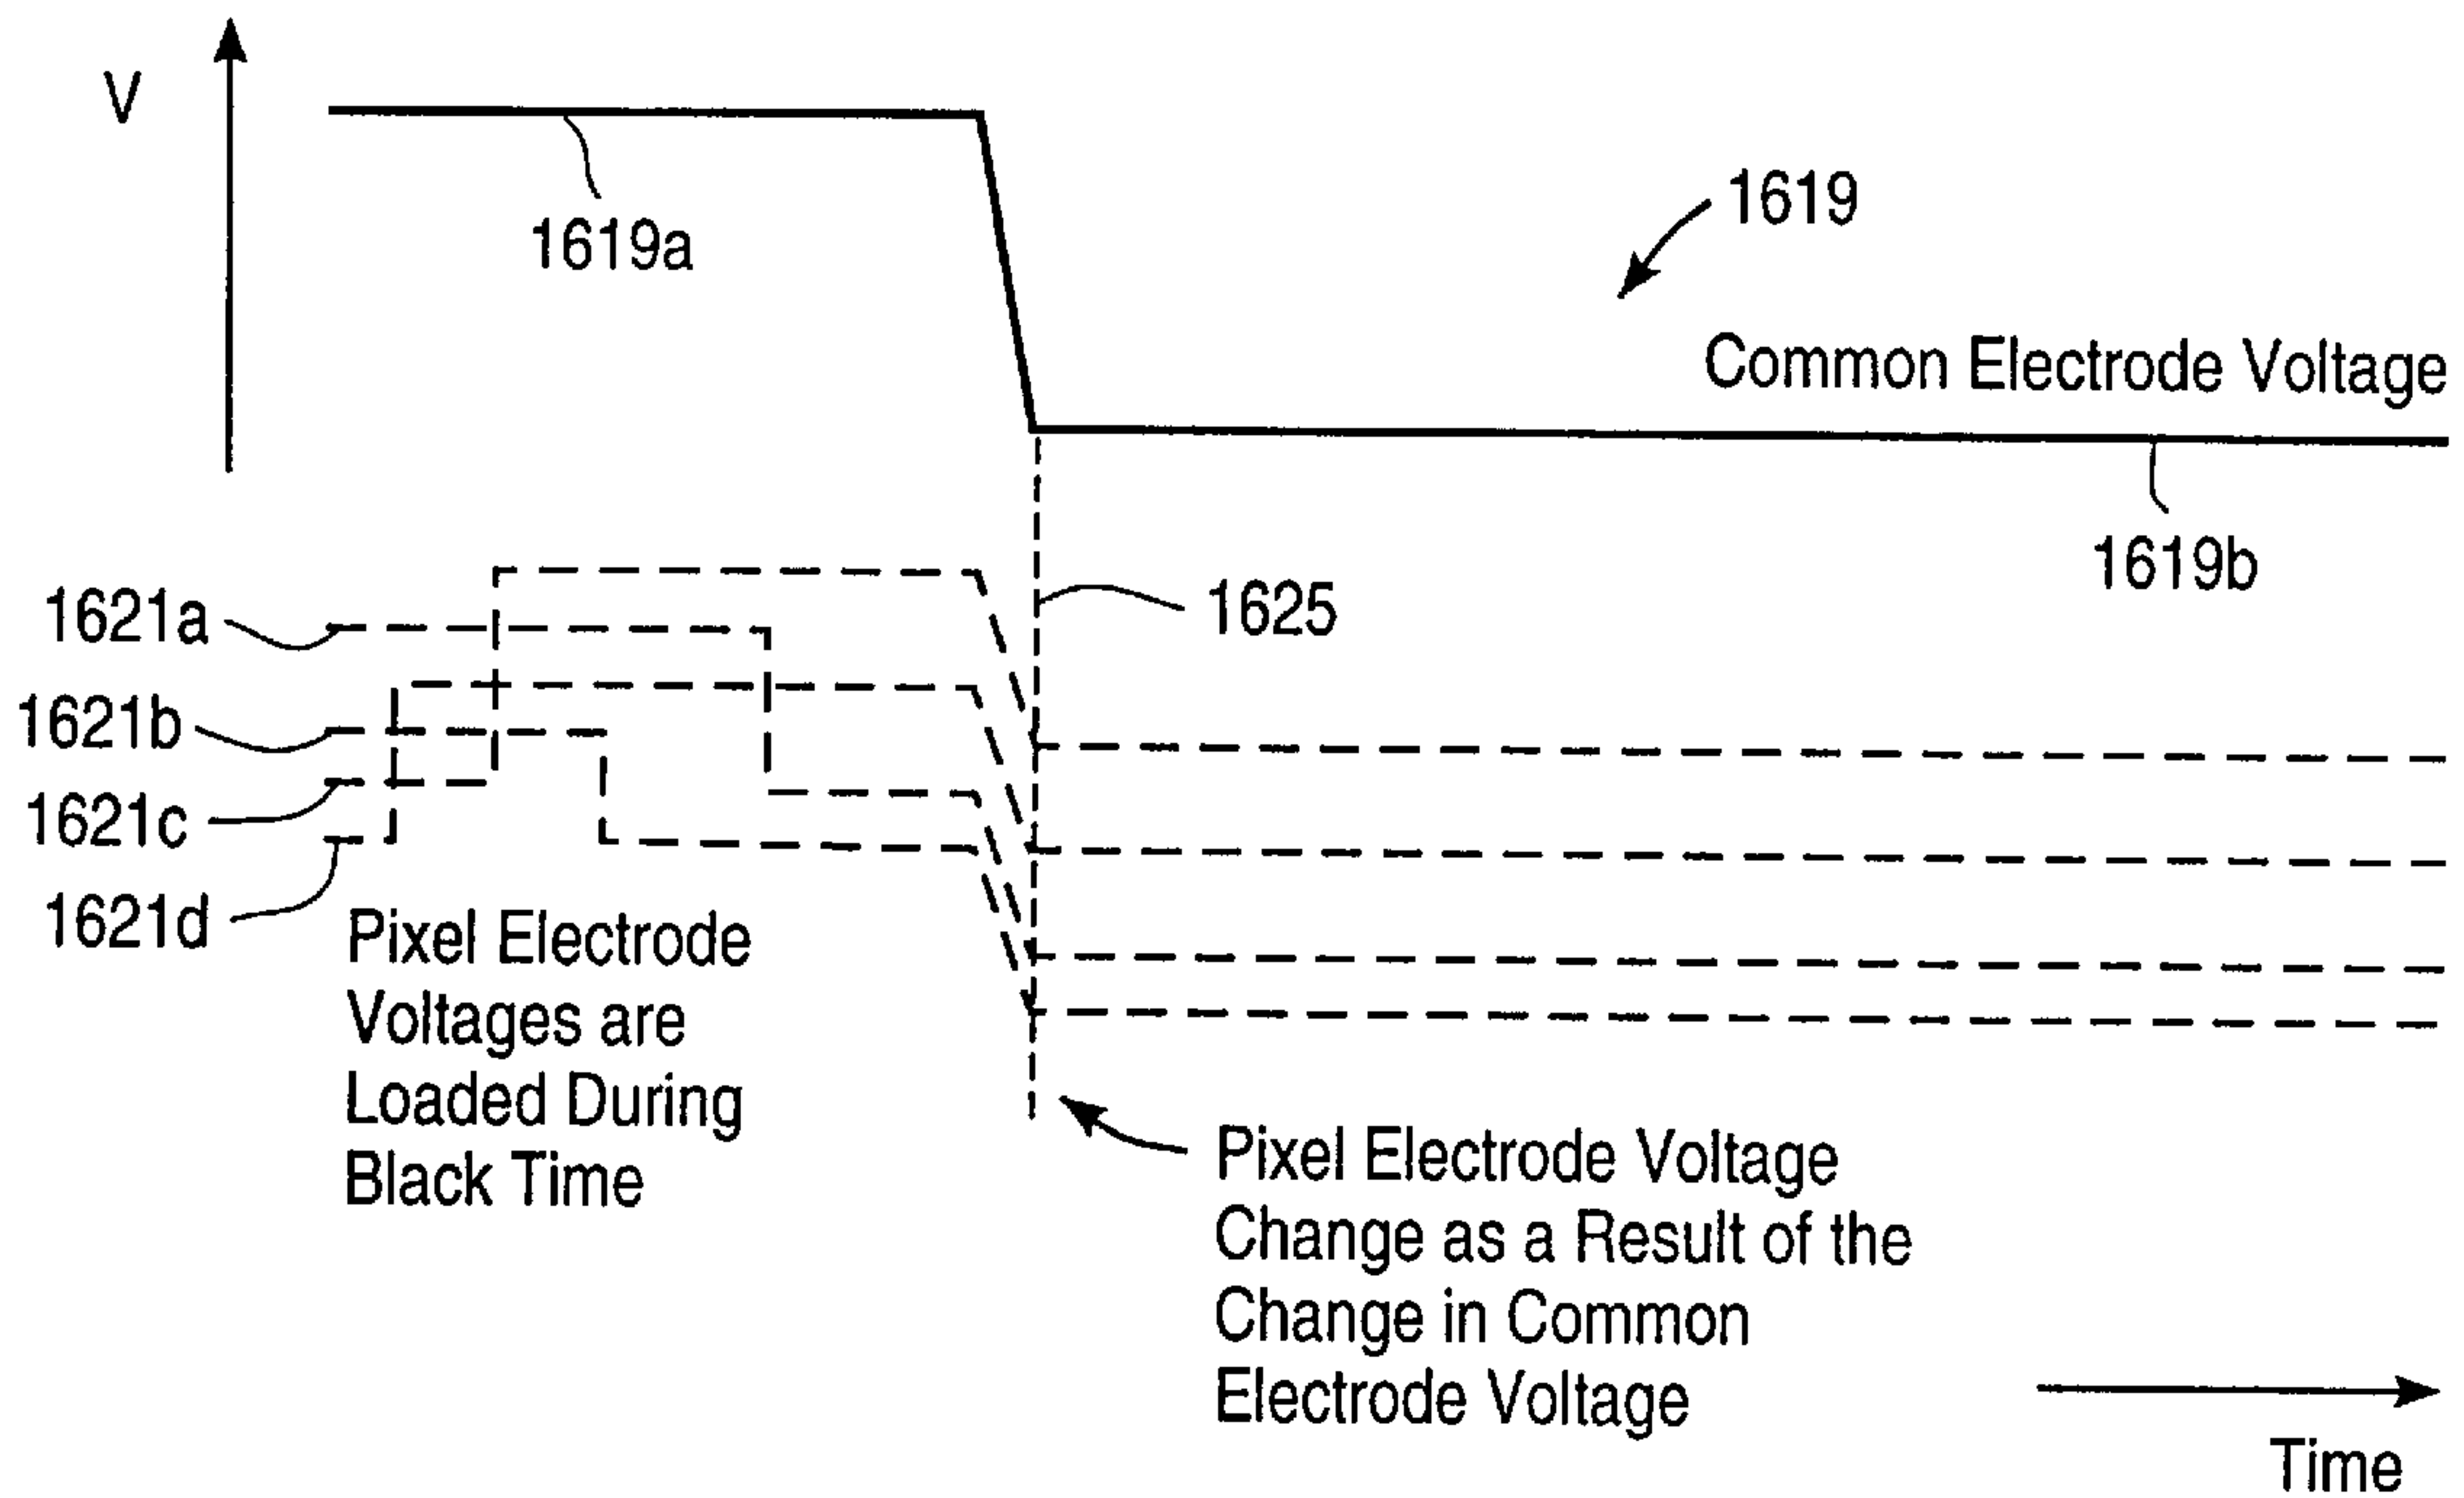 V
1619a
1619
Common Electrode Voltage
1619b
1621a
1625
1621b
1621c
1621d
Pixel Electrode
Voltages are
Loaded During
Black Time
Pixel Electrode Voltage
Change as a Result of the
Change in Common
Electrode Voltage
Time